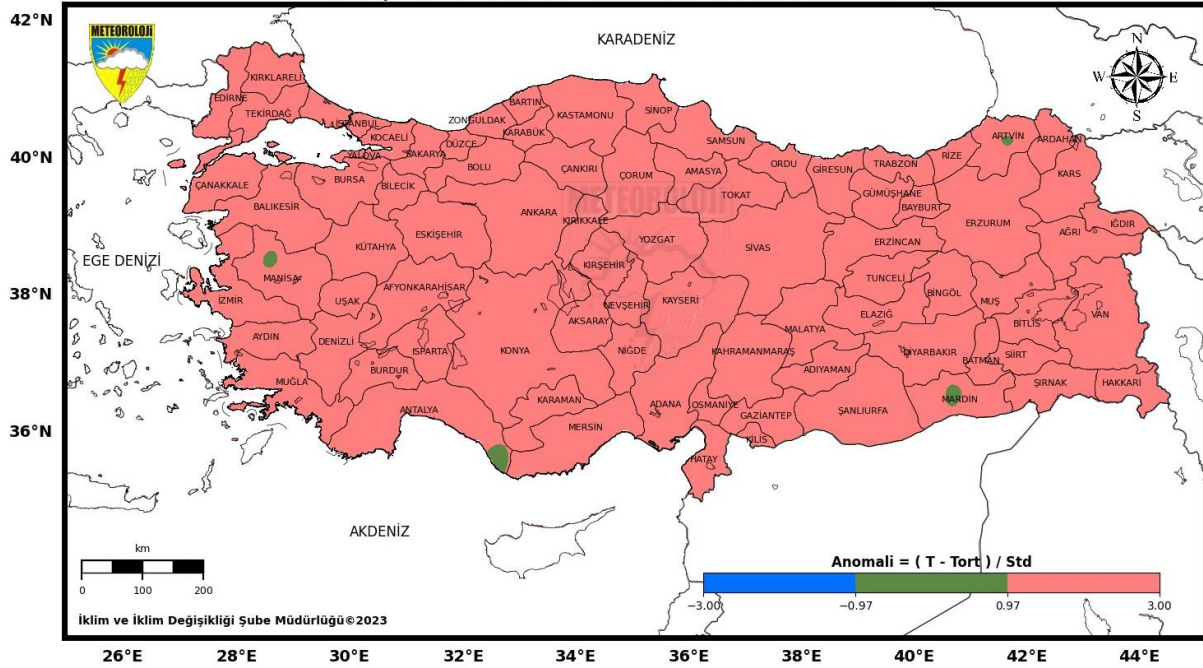 42°N
40°N
38°N
36°N
METEOROLOJİ
KARADENİZ
N
W E
S
KIRKLARELİ
EDİRNE
TEKİRDAĞ
İSTANBUL
KOCAELİ
YALOVA
SAKARYA
DÜZCE
ZONGULDAK
BARTIN
KARABÜK
KASTAMONU
SİNOP
SAMSUN
ORDU
GİRESUN
TRABZON
RİZE
ARTVİN
ARDAHAN
KARS
ÇANAKKALE
BURSA
BİLECİK
BOLU
ÇANKIRI
ÇORUM
AMASYA
TOKAT
GÜMÜŞHANE
BAYBURT
ERZURUM
AĞRI
IĞDIR
BALIKESİR
ANKARA
KIRIKKALE
METEOROLOJİ
ESKİŞEHİR
KÜTAHYA
YOZGAT
SİVAS
ERZİNCAN
EGE DENİZİ
MANİSA
KIRŞEHİR
TUNCELİ
BİNGÖL
MUŞ
İZMİR
UŞAK
AFYONKARAHİSAR
NEVŞEHİR
KAYSERİ
AKSARAY
ELAZIĞ
BİTLİS
VAN
AYDIN
DENİZLİ
ISPARTA
KONYA
NİĞDE
MALATYA
KAHRAMANMARAŞ
DİYARBAKIR
BATMAN
SİİRT
BURDUR
MUĞLA
ADIYAMAN
ŞIRNAK
HAKKARİ
ANTALYA
KARAMAN
MERSİN
ADANA
OSMANİYE
GAZİANTEP
ŞANLIURFA
MARDİN
KİLİS
HATAY
AKDENİZ
km
0 100 200
Anomali = ( T - Tort ) / Std
−3.00 −0.97 0.97 3.00
İklim ve İklim Değişikliği Şube Müdürlüğü©2023
26°E 28°E 30°E 32°E 34°E 36°E 38°E 40°E 42°E 44°E